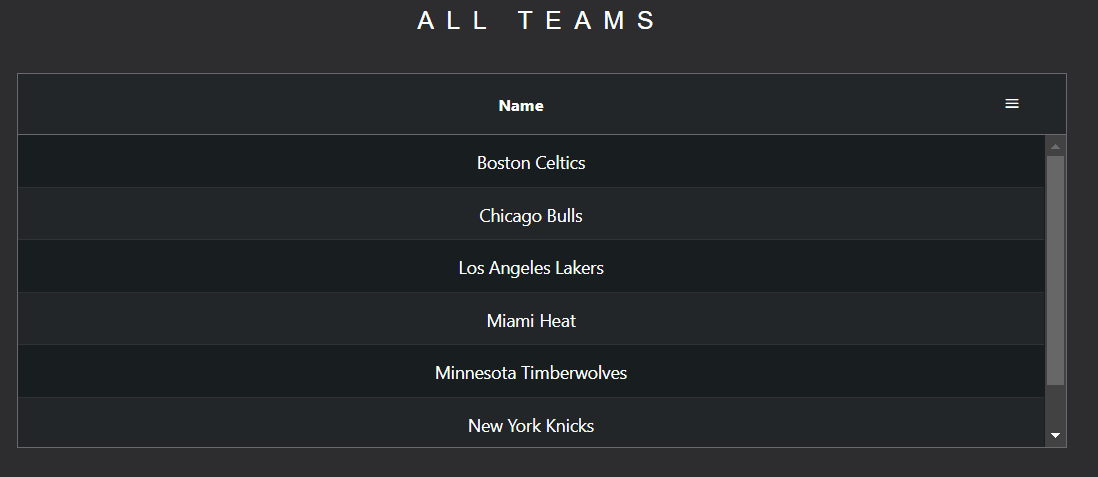 ALL TEAMS
Name
Boston Celtics
Chicago Bulls
Los Angeles Lakers
Miami Heat
Minnesota Timberwolves
New York Knicks